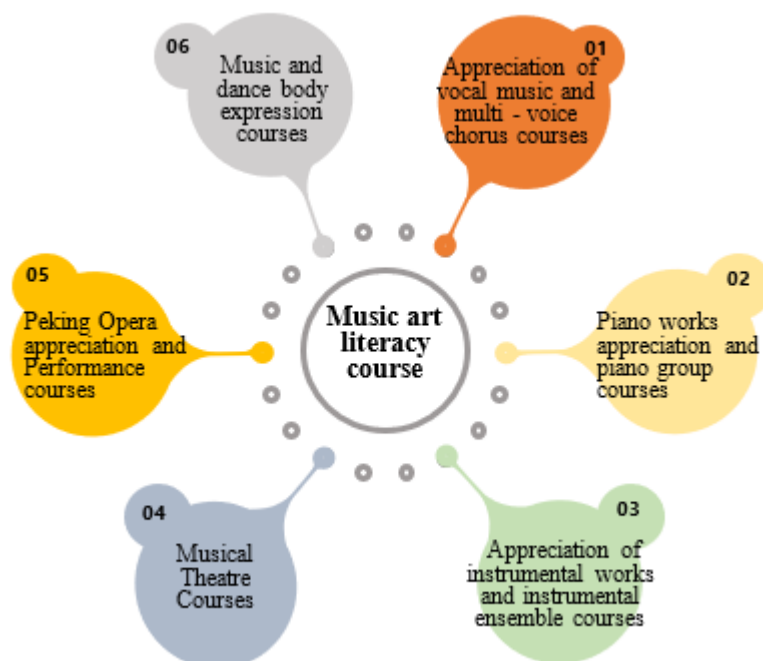 Music art
literacy
course
01
Appreciation of
vocal music and
multi - voice
chorus courses
02
Piano works
appreciation and
piano group
courses
03
Appreciation of
instrumental works
and instrumental
ensemble courses
04
Musical
Theatre
Courses
05
Peking Opera
appreciation and
Performance
courses
06
Music and
dance body
expression
courses